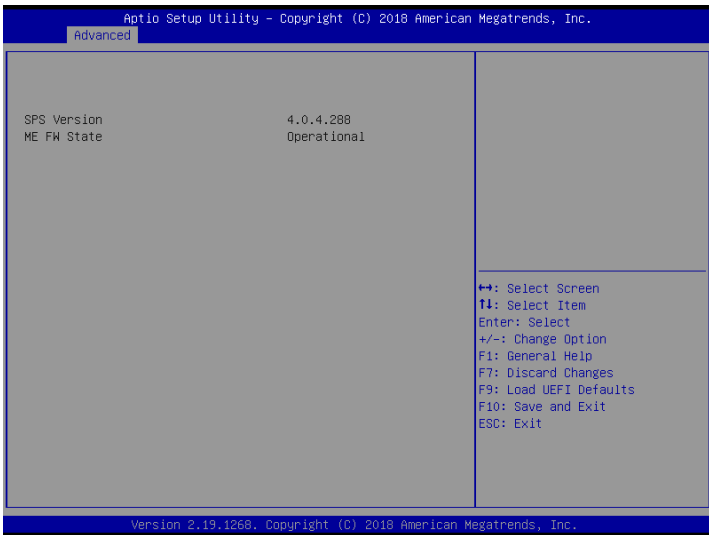 Aptio Setup Utility – Copyright (C) 2018 American Megatrends, Inc.
Advanced
SPS Version 4.0.4.288
ME FW State Operational
↔: Select Screen
↑↓: Select Item
Enter: Select
+/-: Change Option
F1: General Help
F7: Discard Changes
F9: Load UEFI Defaults
F10: Save and Exit
ESC: Exit
Version 2.19.1268. Copyright (C) 2018 American Megatrends, Inc.